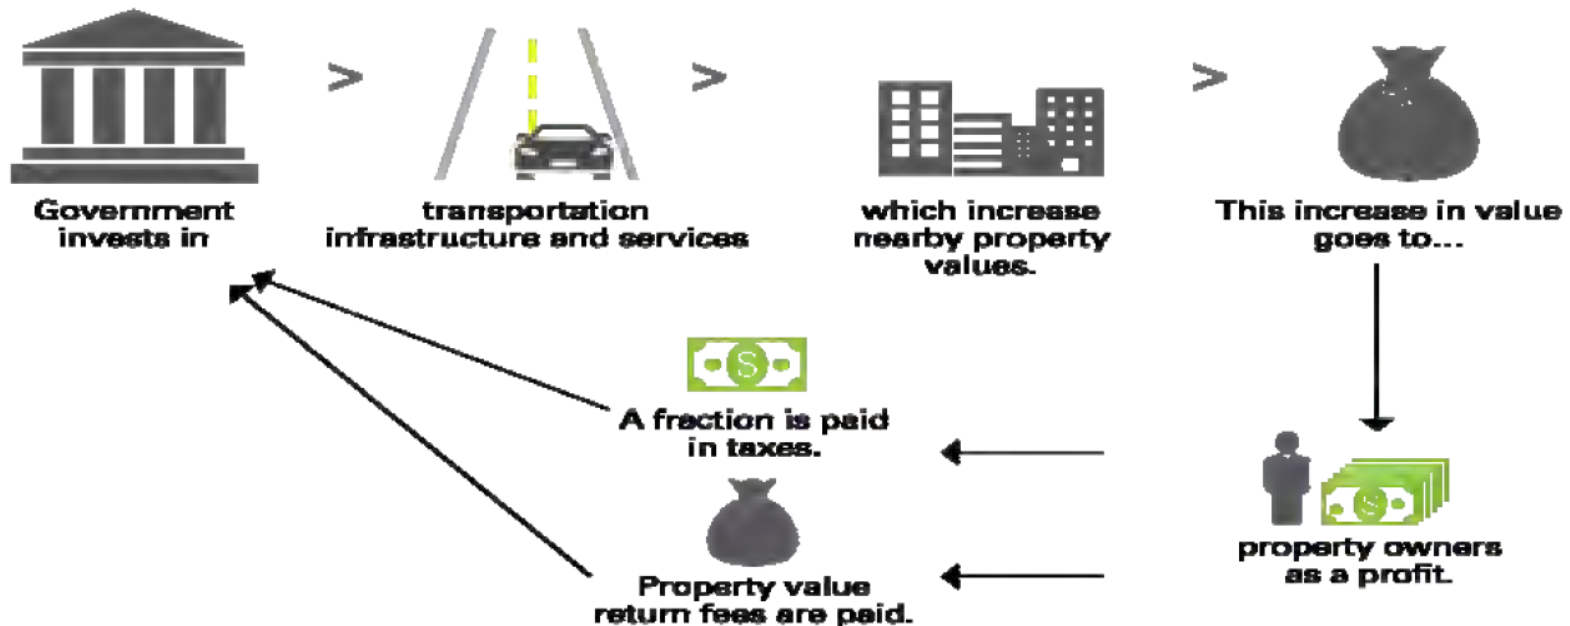 Government
invests in
transportation
infrastructure and services
which increase
nearby property
values.
This increase in value
goes to...
property owners
as a profit.
A fraction is paid
in taxes.
Property value
return fees are paid.